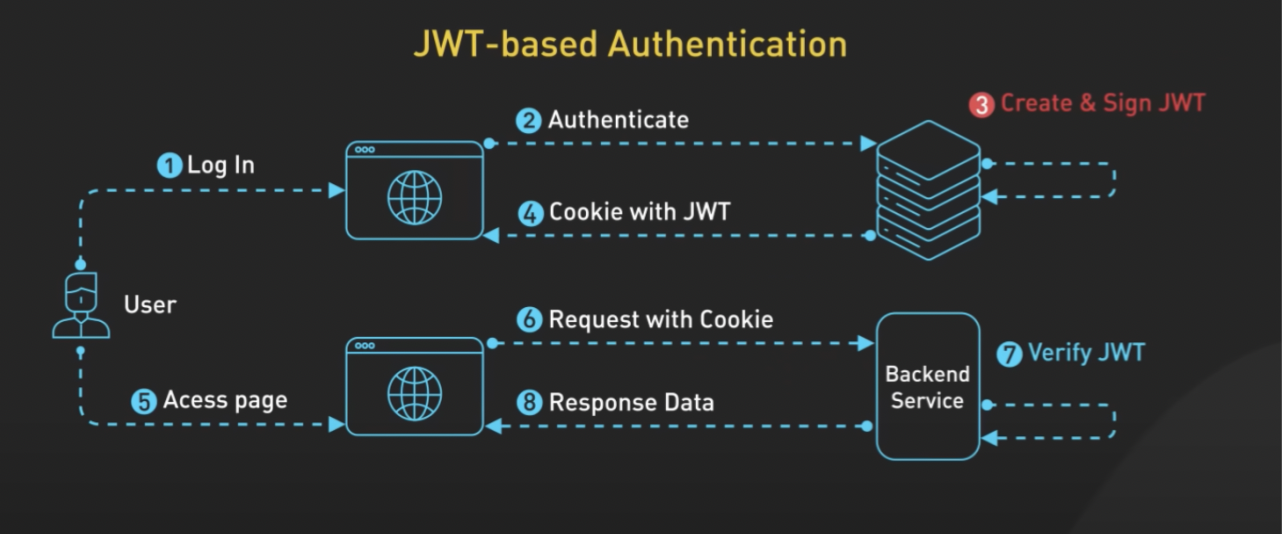 JWT-based Authentication
3 Create & Sign JWT
2 Authenticate
1 Log In
4 Cookie with JWT
User
6 Request with Cookie
7 Verify JWT
Backend
Service
5 Acess page
8 Response Data